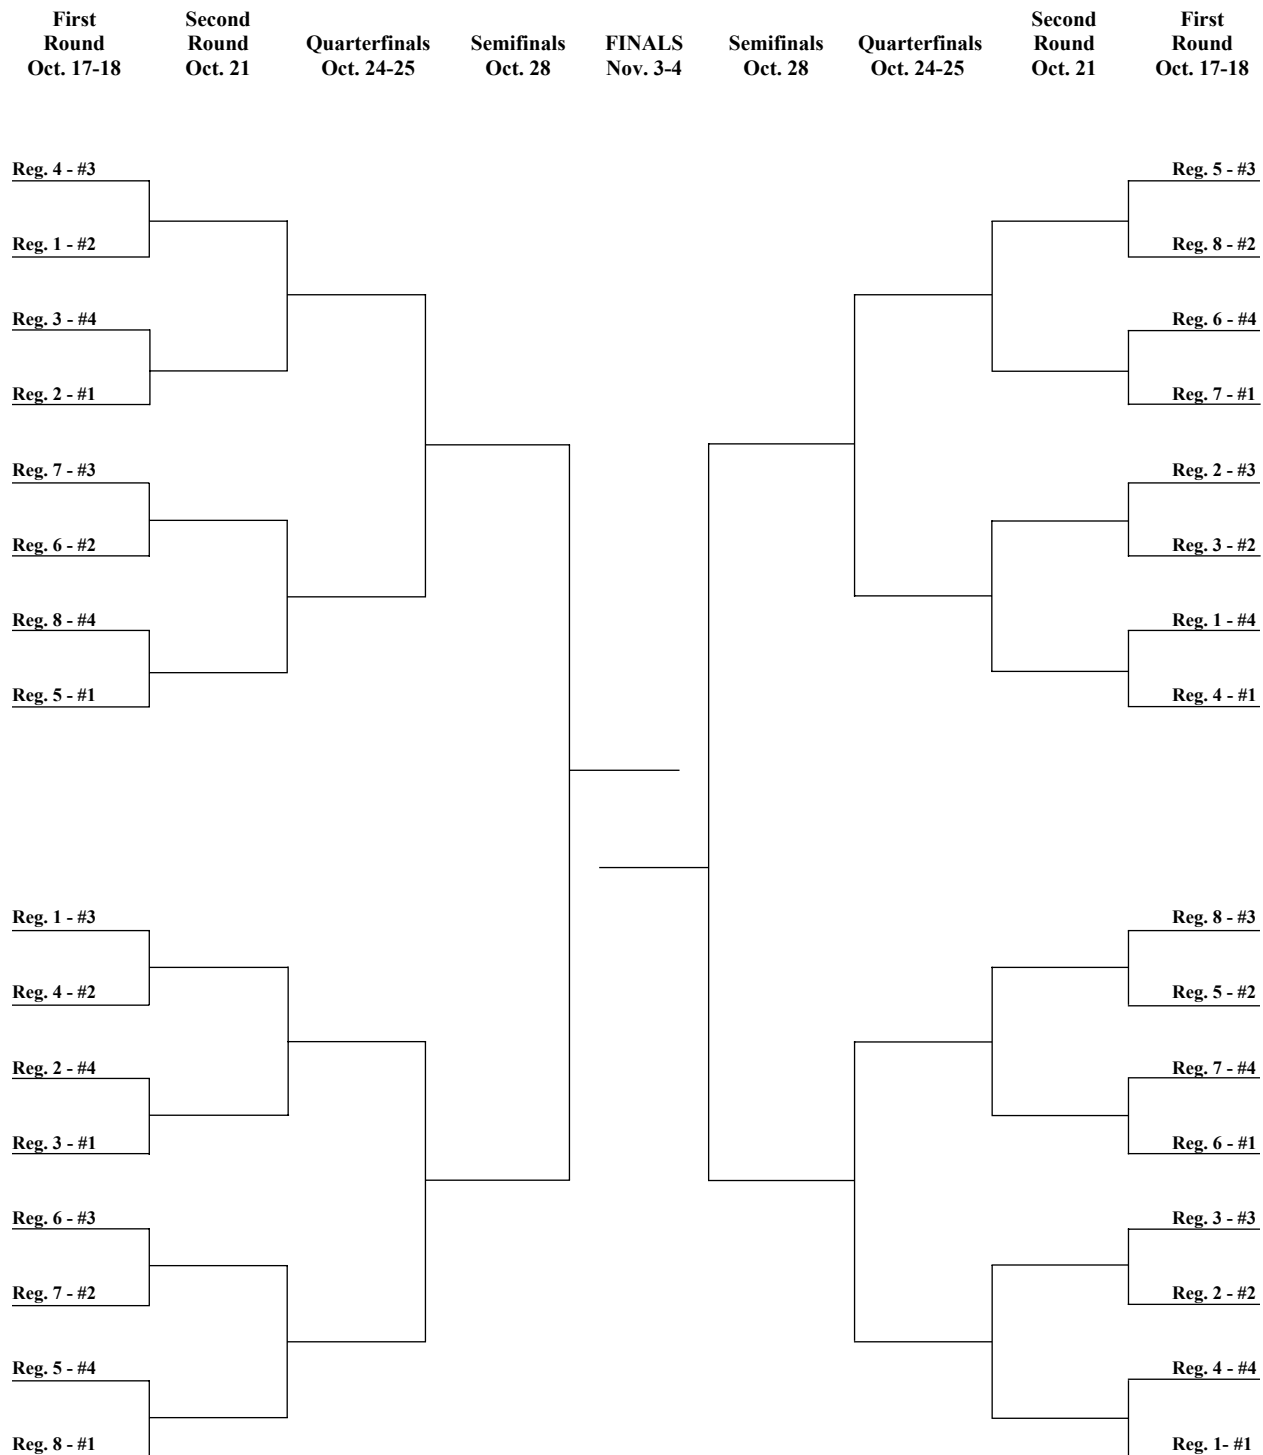 First Second Second First
Round Round Quarterfinals Semifinals FINALS Semifinals Quarterfinals Round Round
Oct. 17-18 Oct. 21 Oct. 24-25 Oct. 28 Nov. 3-4 Oct. 28 Oct. 24-25 Oct. 21 Oct. 17-18
Reg. 4 - #3 Reg. 5 - #3
Reg. 1 - #2 Reg. 8 - #2
Reg. 3 - #4 Reg. 6 - #4
Reg. 2 - #1 Reg. 7 - #1
Reg. 7 - #3 Reg. 2 - #3
Reg. 6 - #2 Reg. 3 - #2
Reg. 8 - #4 Reg. 1 - #4
Reg. 5 - #1 Reg. 4 - #1
Reg. 1 - #3 Reg. 8 - #3
Reg. 4 - #2 Reg. 5 - #2
Reg. 2 - #4 Reg. 7 - #4
Reg. 3 - #1 Reg. 6 - #1
Reg. 6 - #3 Reg. 3 - #3
Reg. 7 - #2 Reg. 2 - #2
Reg. 5 - #4 Reg. 4 - #4
Reg. 8 - #1 Reg. 1- #1